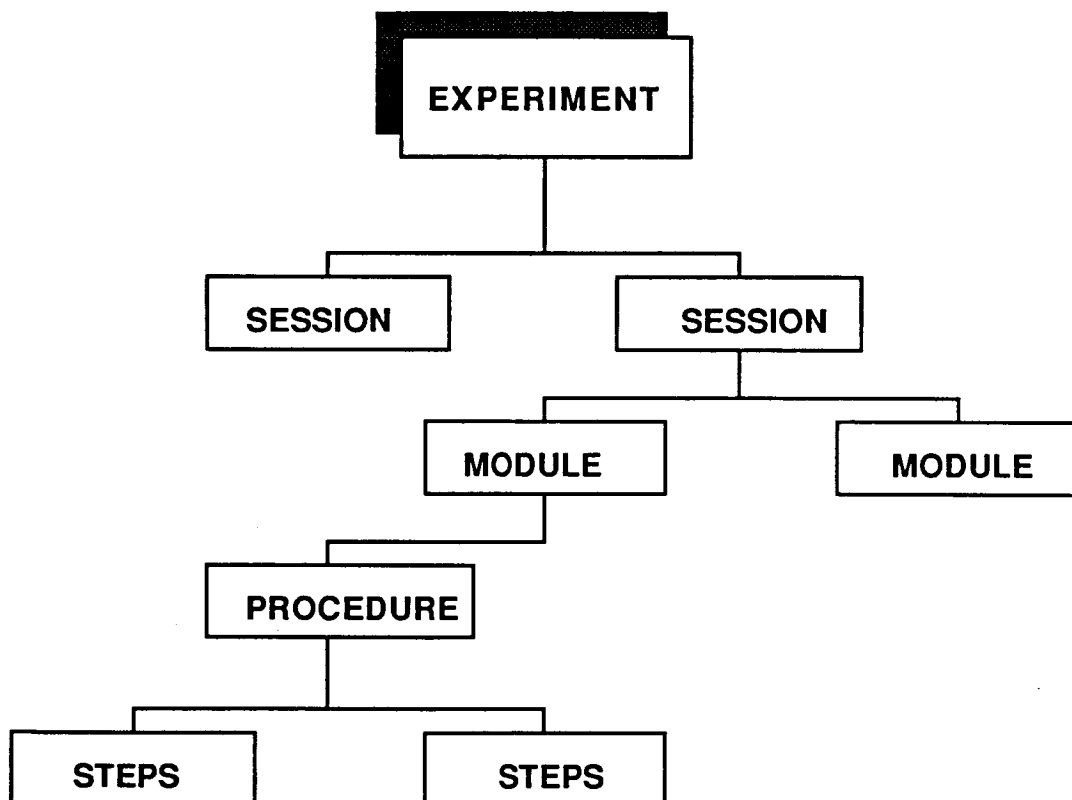 EXPERIMENT
SESSION
SESSION
MODULE
MODULE
PROCEDURE
STEPS
STEPS